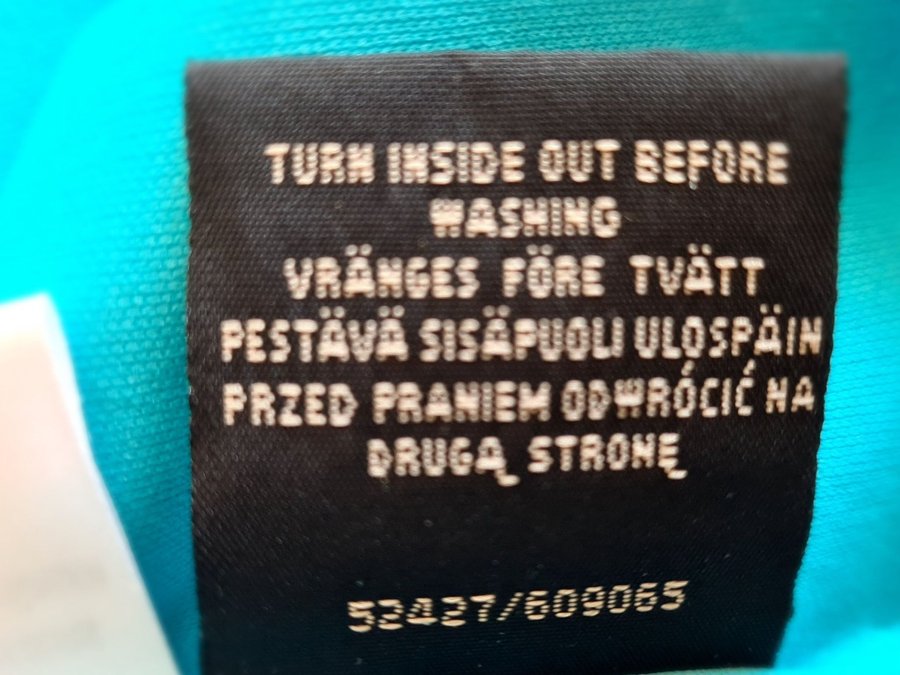 TURN INSIDE OUT BEFORE
WASHING
VRÄNGES FÖRE TVÄTT
PESTÄVÄ SISÄPUOLI ULOSPÄIN
PRZED PRANIEM ODWRÓCIĆ NA
DRUGĄ STRONĘ
52427/609065